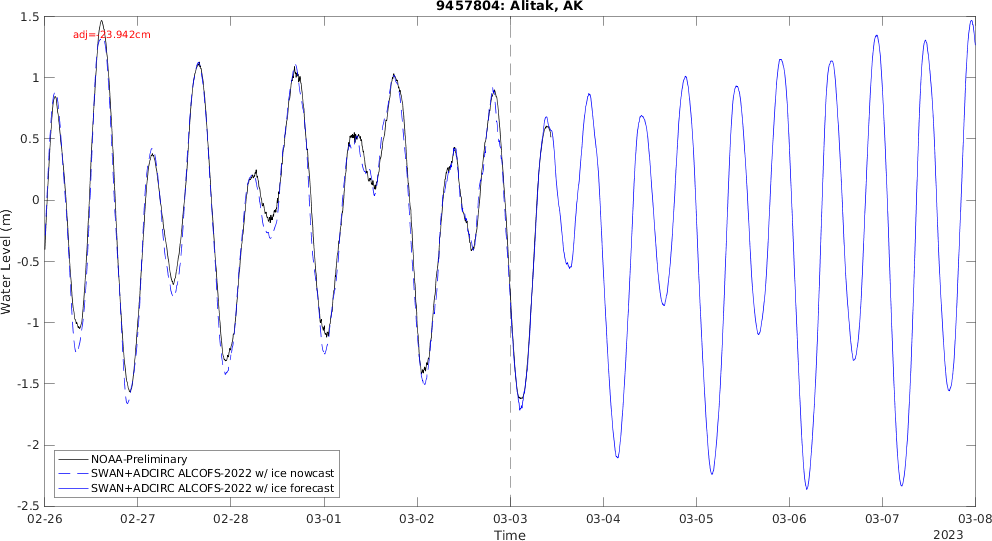 9457804: Alitak, AK
adj=-23.942cm
1.5
1
0.5
0
-0.5
-1
-1.5
-2
-2.5
Water Level (m)
NOAA-Preliminary
SWAN+ADCIRC ALCOFS-2022 w/ ice nowcast
SWAN+ADCIRC ALCOFS-2022 w/ ice forecast
02-26 02-27 02-28 03-01 03-02 03-03 03-04 03-05 03-06 03-07 03-08
Time
2023